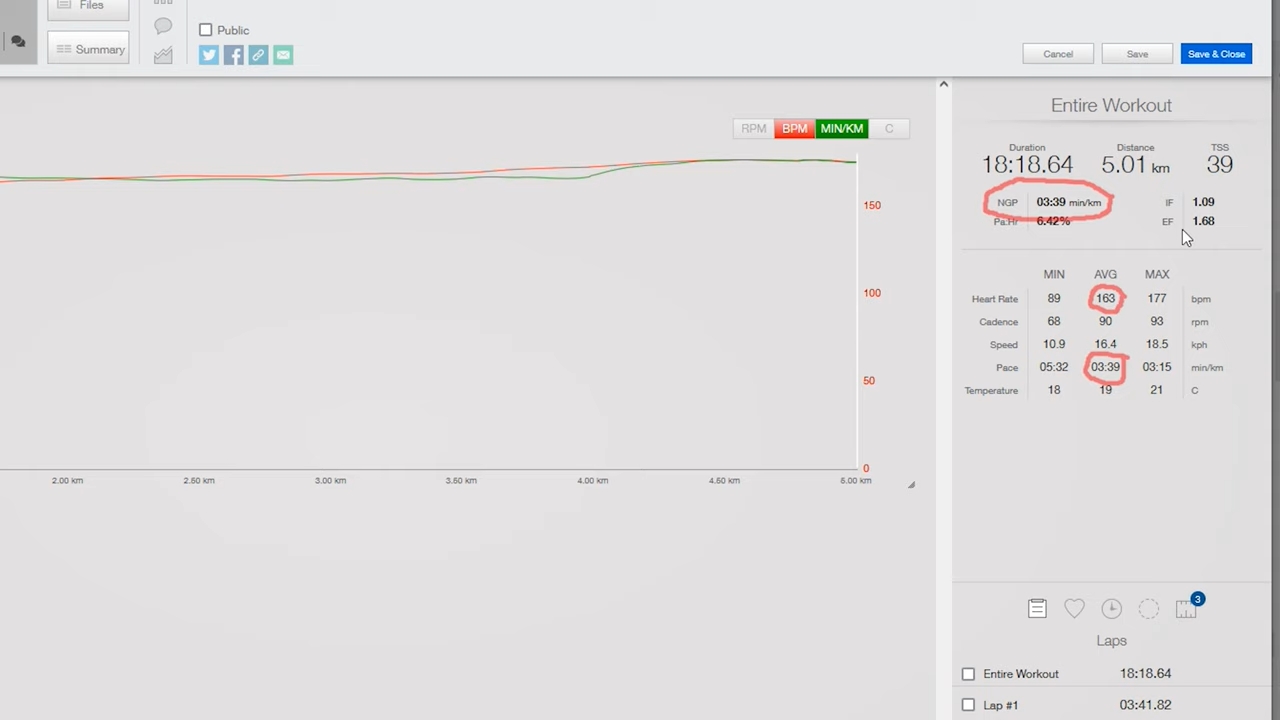 Files
Public
Summary
Cancel Save Save & Close
Entire Workout
RPM BPM MIN/KM C
Duration Distance TSS
18:18.64 5.01 km 39
NGP 03:39 min/km IF 1.09
Pa:Hr 6.42% EF 1.68
150
100
50
0
MIN AVG MAX
Heart Rate 89 163 177 bpm
Cadence 68 90 93 rpm
Speed 10.9 16.4 18.5 kph
Pace 05:32 03:39 03:15 min/km
Temperature 18 19 21 C
2.00 km 2.50 km 3.00 km 3.50 km 4.00 km 4.50 km 5.00 km
3
Laps
Entire Workout 18:18.64
Lap #1 03:41.82